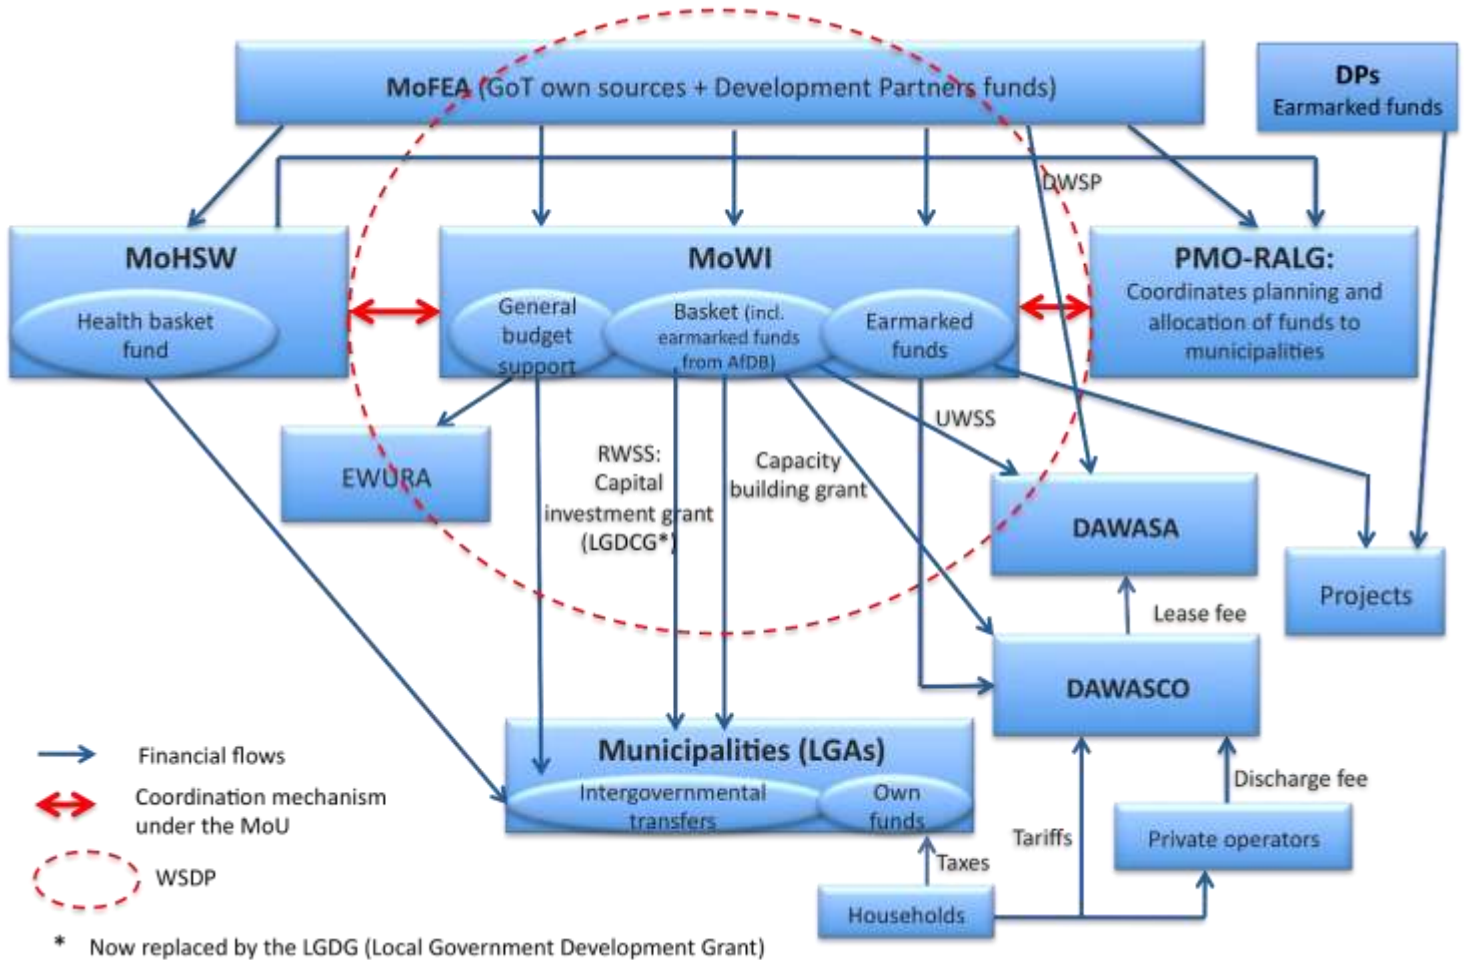 MoFEA (GoT own sources + Development Partners funds)
DPs
Earmarked funds
DWSP
MoHSW
Health basket
fund
MoWI
General
budget
support
Basket (incl.
earmarked funds
from AfDB)
Earmarked
funds
PMO-RALG:
Coordinates planning and
allocation of funds to
municipalities
EWURA
RWSS:
Capital
investment grant
(LGDCG*)
Capacity
building grant
UWSS
DAWASA
Projects
Lease fee
DAWASCO
Municipalities (LGAs)
Intergovernmental
transfers
Own
funds
Discharge fee
Tariffs
Private operators
Taxes
Households
Financial flows
Coordination mechanism
under the MoU
WSDP
* Now replaced by the LGDG (Local Government Development Grant)